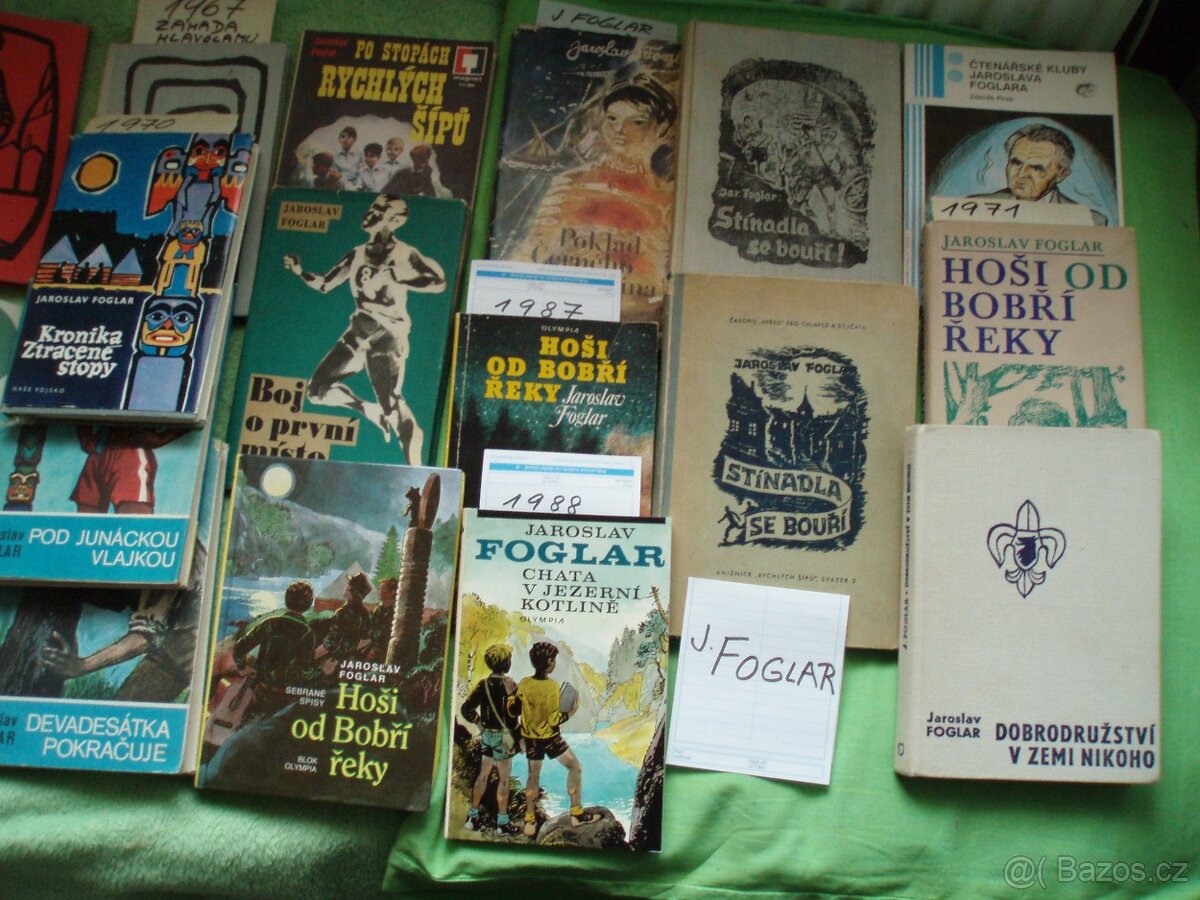 1967
ZÁHADA
HLAVOLAMU
1970
JAROSLAV FOGLAR
Kronika
Ztracené
stopy
NAŠE VOJSKO
POD JUNÁCKOU
VLAJKOU
DEVADESÁTKA
POKRAČUJE
Jaroslav
Foglar
PO STOPÁCH
RYCHLÝCH
ŠÍPŮ
magnet
JAROSLAV
FOGLAR
Boj
o první
místo
JAROSLAV
FOGLAR
SEBRANÉ
SPISY
Hoši
od Bobří
řeky
BLOK
OLYMPIA
J. FOGLAR
Jaroslav
Poklad
Černého
1987
OLYMPIA
HOŠI
OD BOBŘÍ
ŘEKY
Jaroslav
Foglar
1988
JAROSLAV
FOGLAR
CHATA
V JEZERNÍ
KOTLINĚ
OLYMPIA
Jar. Foglar:
Stínadla
se bouří!
ČASOPIS „VPŘED" PRO CHLAPCE A DĚVČATA
JAROSLAV FOGLAR
STÍNADLA
SE BOUŘÍ
KNIŽNICE „RYCHLÝCH ŠÍPŮ" SVAZEK 3
J. FOGLAR
ČTENÁŘSKÉ KLUBY
JAROSLAVA
FOGLARA
Zdeněk Pírek
1971
JAROSLAV FOGLAR
HOŠI OD
BOBŘÍ
ŘEKY
Jaroslav
FOGLAR
DOBRODRUŽSTVÍ
V ZEMI NIKOHO
Bazos.cz